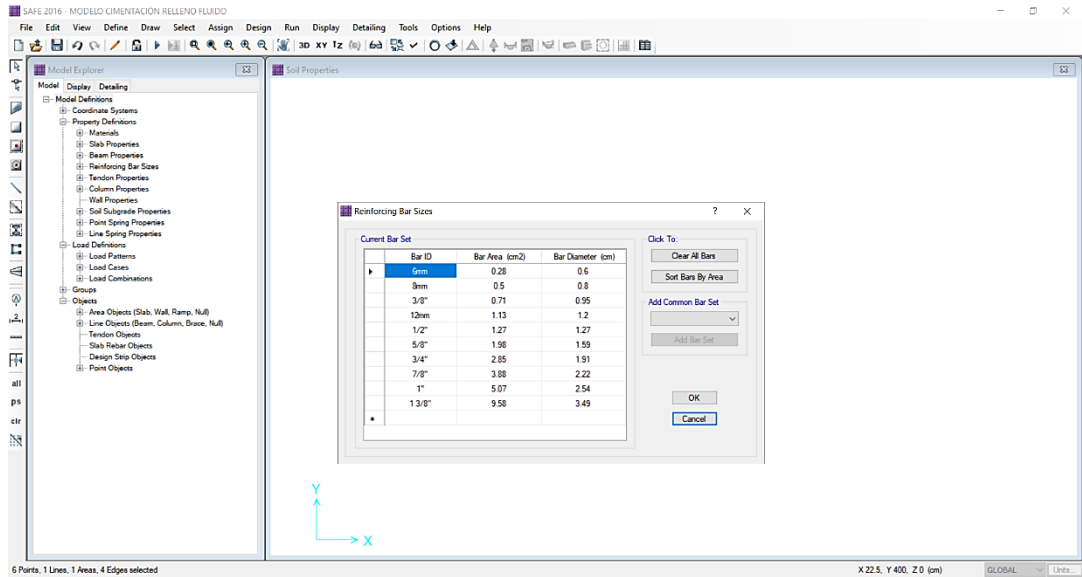 SAFE 2016 - MODELO CIMENTACIÓN RELLENO FLUIDO
File Edit View Define Draw Select Assign Design Run Display Detailing Tools Options Help
3D XY
Model Explorer
Model Display Detailing
Model Definitions
Coordinate Systems
Property Definitions
Materials
Slab Properties
Beam Properties
Reinforcing Bar Sizes
Tendon Properties
Column Properties
Wall Properties
Soil Subgrade Properties
Point Spring Properties
Line Spring Properties
Load Definitions
Load Patterns
Load Cases
Load Combinations
Groups
Objects
Area Objects (Slab, Wall, Ramp, Null)
Line Objects (Beam, Column, Brace, Null)
Tendon Objects
Slab Rebar Objects
Design Strip Objects
Point Objects
all
ps
clr
Soil Properties
Reinforcing Bar Sizes ?
Current Bar Set
Bar ID Bar Area (cm2) Bar Diameter (cm)
6mm 0.28 0.6
8mm 0.5 0.8
3/8" 0.71 0.95
12mm 1.13 1.2
1/2" 1.27 1.27
5/8" 1.98 1.59
3/4" 2.85 1.91
7/8" 3.88 2.22
1" 5.07 2.54
1 3/8" 9.58 3.49
*
Click To:
Clear All Bars
Sort Bars By Area
Add Common Bar Set
Add Bar Set
OK
Cancel
Y
X
6 Points, 1 Lines, 1 Areas, 4 Edges selected
X 22.5, Y 400, Z 0 (cm)
GLOBAL
Units...